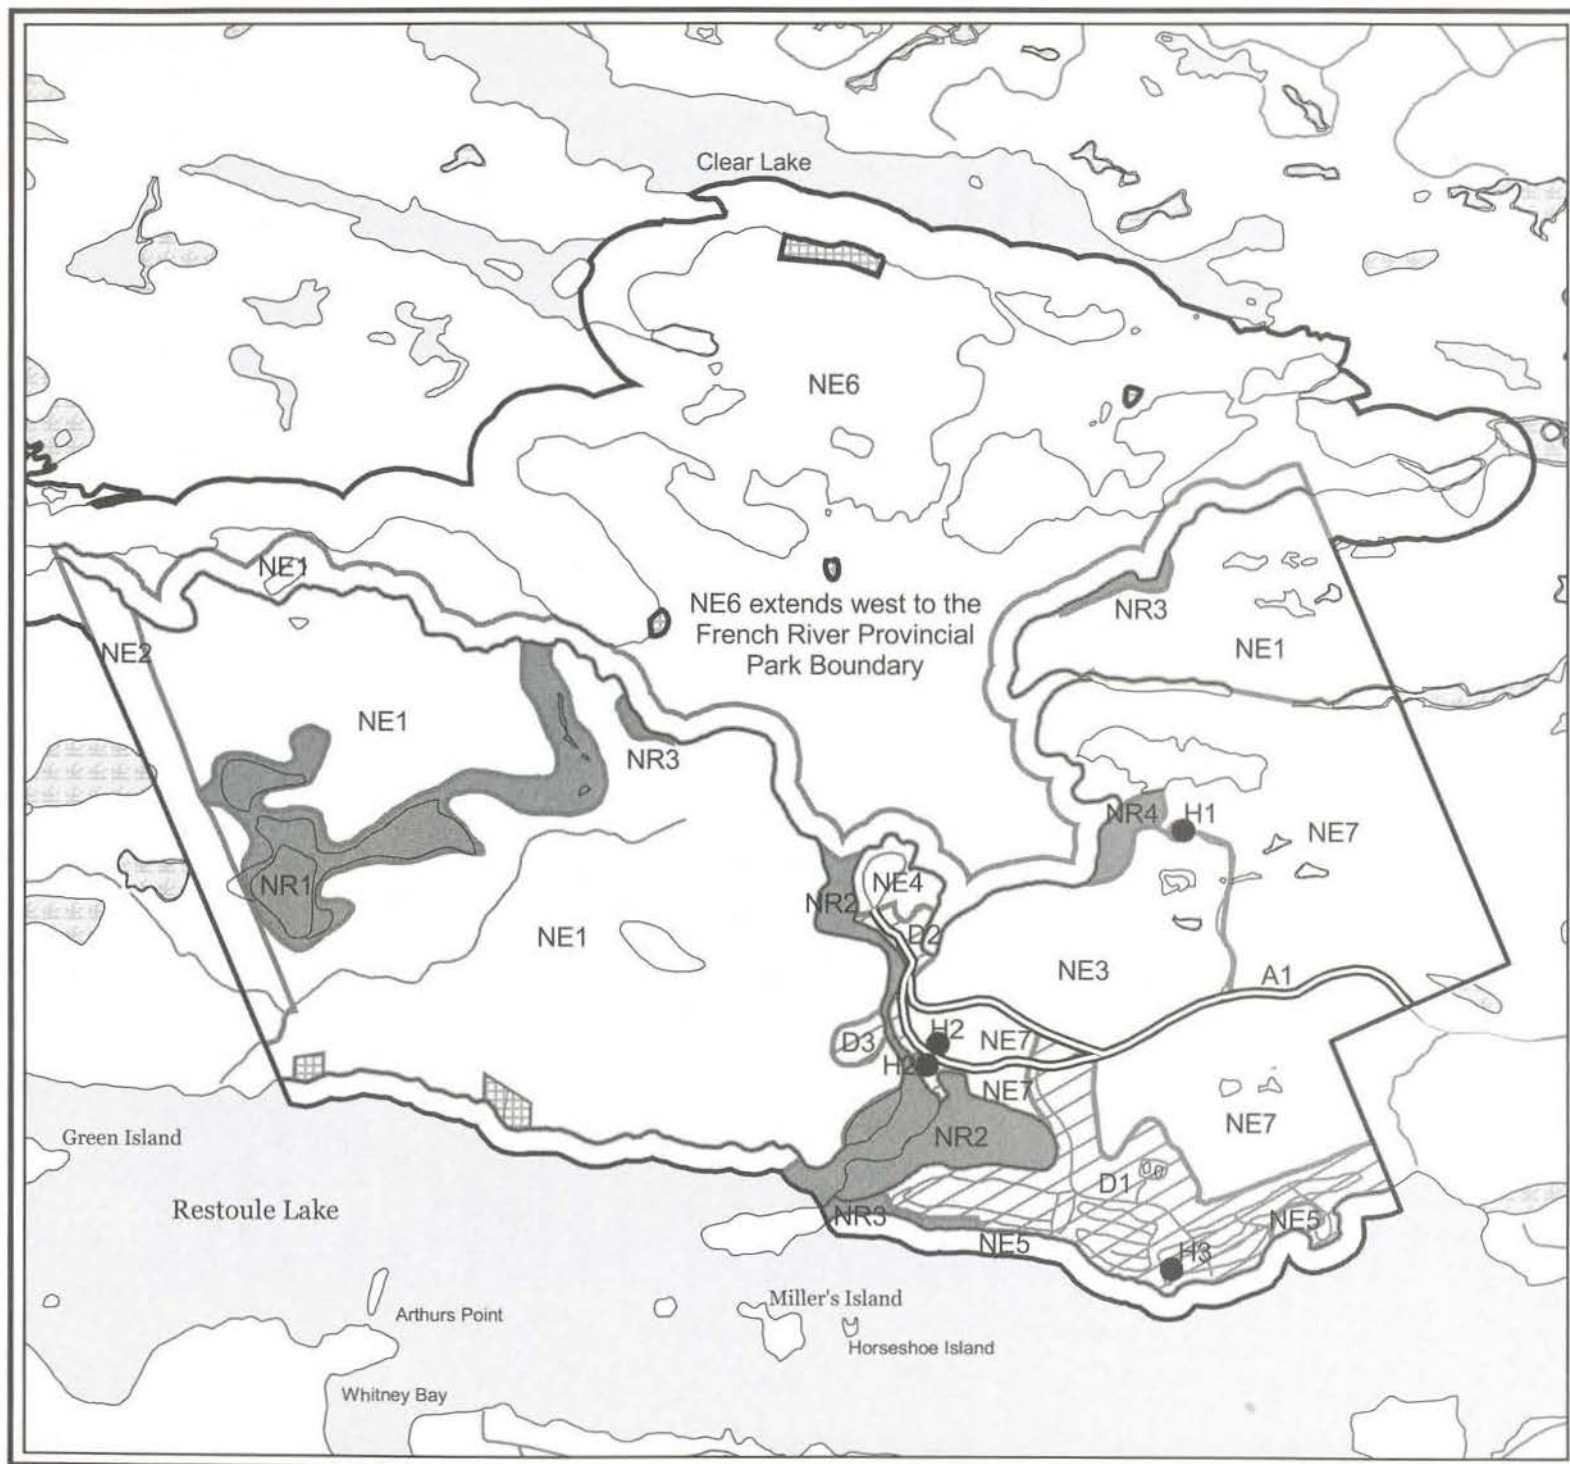 Clear Lake
NE6
NE1
NE6 extends west to the
French River Provincial
Park Boundary
NR3
NE1
NE2
NE1
NR3
NR4
H1
NE7
NR1
NE4
NR2
D2
NE1
NE3
A1
D3
H2
NE7
H2
NE7
NE7
NR2
Green Island
D1
Restoule Lake
NR3
NE5
NE5
H3
Miller's Island
Arthurs Point
Horseshoe Island
Whitney Bay